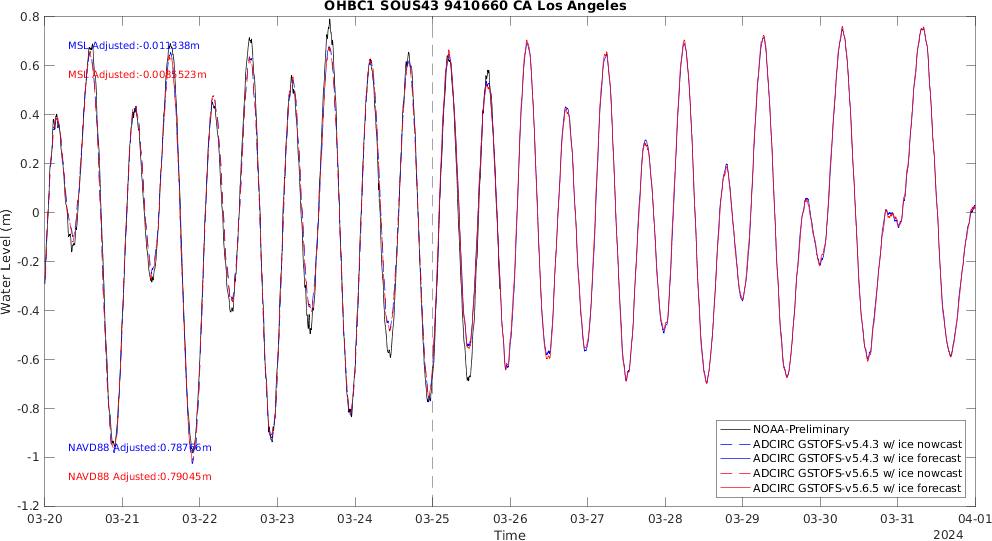 OHBC1 SOUS43 9410660 CA Los Angeles
0.8
0.6
0.4
0.2
0
-0.2
-0.4
-0.6
-0.8
-1
-1.2
Water Level (m)
MSL Adjusted:-0.011338m
MSL Adjusted:-0.0085523m
NAVD88 Adjusted:0.78766m
NAVD88 Adjusted:0.79045m
NOAA-Preliminary
ADCIRC GSTOFS-v5.4.3 w/ ice nowcast
ADCIRC GSTOFS-v5.4.3 w/ ice forecast
ADCIRC GSTOFS-v5.6.5 w/ ice nowcast
ADCIRC GSTOFS-v5.6.5 w/ ice forecast
03-20 03-21 03-22 03-23 03-24 03-25 03-26 03-27 03-28 03-29 03-30 03-31 04-01
Time
2024